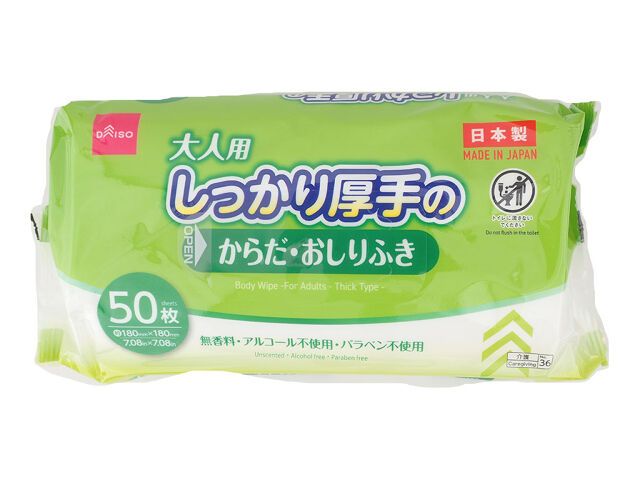 DAISO
大人用
しっかり厚手の
OPEN
からだ・おしりふき
Body Wipe -For Adults - Thick Type -
日本製
MADE IN JAPAN
トイレに流さない
でください
Do not flush in the toilet
50枚
sheets
約180mm×180mm
7.08in×7.08in
無香料・アルコール不使用・パラベン不使用
Unscented・Alcohol free・Paraben free
介護
Caregiving
No.
36